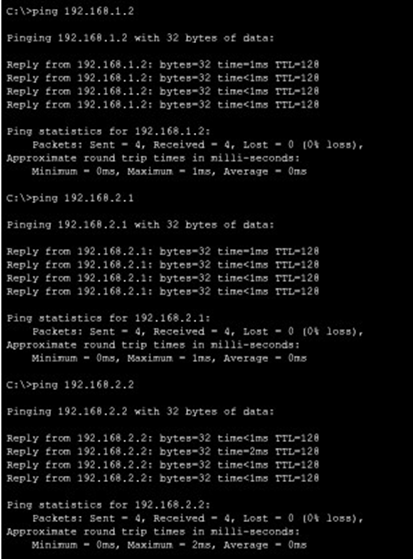 C:\>ping 192.168.1.2
Pinging 192.168.1.2 with 32 bytes of data:
Reply from 192.168.1.2: bytes=32 time=1ms TTL=128
Reply from 192.168.1.2: bytes=32 time<1ms TTL=128
Reply from 192.168.1.2: bytes=32 time<1ms TTL=128
Reply from 192.168.1.2: bytes=32 time<1ms TTL=128
Ping statistics for 192.168.1.2:
Packets: Sent = 4, Received = 4, Lost = 0 (0% loss),
Approximate round trip times in milli-seconds:
Minimum = 0ms, Maximum = 1ms, Average = 0ms
C:\>ping 192.168.2.1
Pinging 192.168.2.1 with 32 bytes of data:
Reply from 192.168.2.1: bytes=32 time=1ms TTL=128
Reply from 192.168.2.1: bytes=32 time<1ms TTL=128
Reply from 192.168.2.1: bytes=32 time<1ms TTL=128
Reply from 192.168.2.1: bytes=32 time<1ms TTL=128
Ping statistics for 192.168.2.1:
Packets: Sent = 4, Received = 4, Lost = 0 (0% loss),
Approximate round trip times in milli-seconds:
Minimum = 0ms, Maximum = 1ms, Average = 0ms
C:\>ping 192.168.2.2
Pinging 192.168.2.2 with 32 bytes of data:
Reply from 192.168.2.2: bytes=32 time<1ms TTL=128
Reply from 192.168.2.2: bytes=32 time=2ms TTL=128
Reply from 192.168.2.2: bytes=32 time<1ms TTL=128
Reply from 192.168.2.2: bytes=32 time<1ms TTL=128
Ping statistics for 192.168.2.2:
Packets: Sent = 4, Received = 4, Lost = 0 (0% loss),
Approximate round trip times in milli-seconds:
Minimum = 0ms, Maximum = 2ms, Average = 0ms